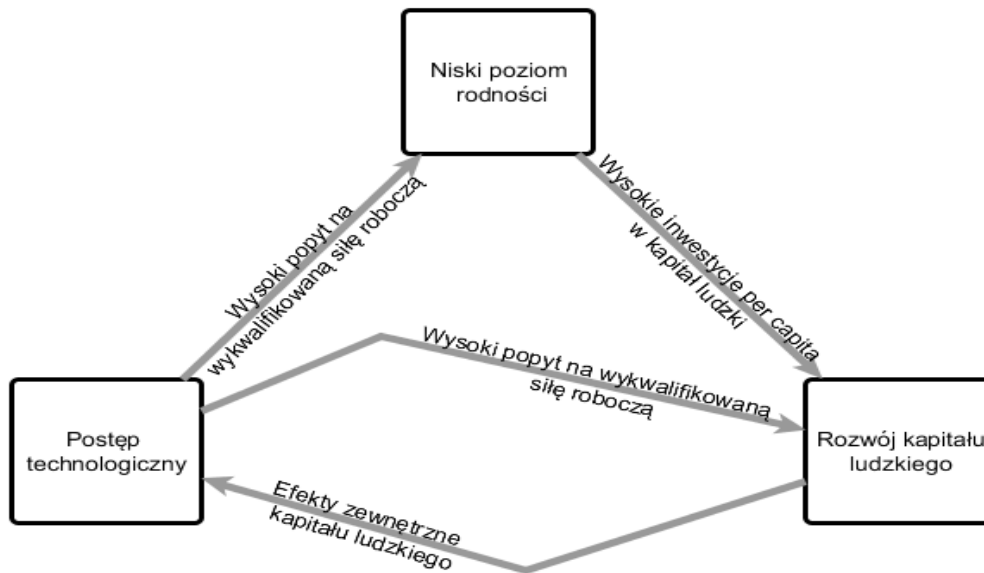 Niski poziom
rodności
Wysoki popyt na
wykwalifikowaną siłę roboczą
Wysokie inwestycje per capita
w kapitał ludzki
Wysoki popyt na wykwalifikowaną
siłę roboczą
Postęp
technologiczny
Rozwój kapitału
ludzkiego
Efekty zewnętrzne
kapitału ludzkiego